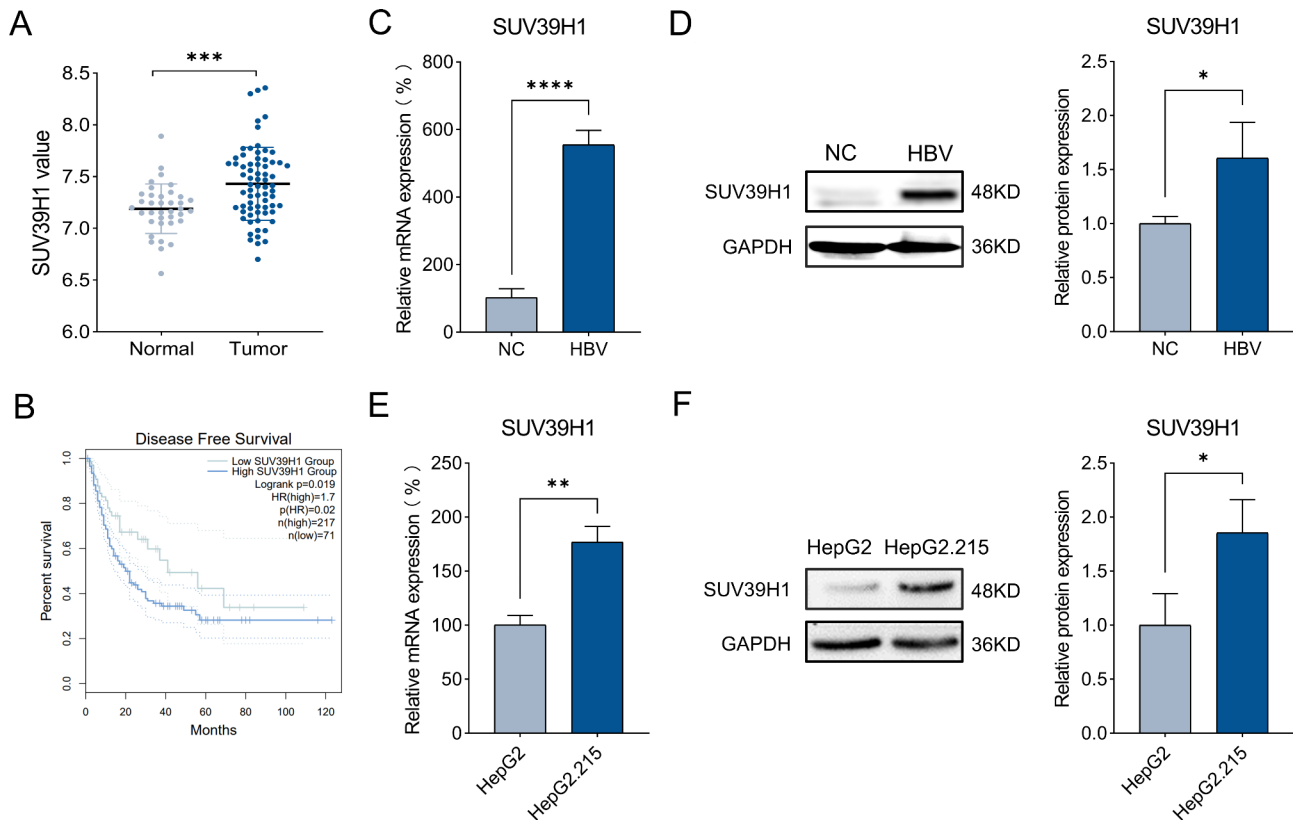 A
***
SUV39H1 value
8.5
8.0
7.5
7.0
6.5
6.0
Normal
Tumor
B
Disease Free Survival
Low SUV39H1 Group
High SUV39H1 Group
Logrank p=0.019
HR(high)=1.7
p(HR)=0.02
n(high)=217
n(low)=71
Percent survival
1.0
0.8
0.6
0.4
0.2
0.0
0 20 40 60 80 100 120
Months
C
SUV39H1
****
Relative mRNA expression ( % )
800
600
400
200
0
NC
HBV
D
NC HBV
SUV39H1 48KD
GAPDH 36KD
SUV39H1
*
Relative protein expression
2.5
2.0
1.5
1.0
0.5
0.0
NC
HBV
E
SUV39H1
**
Relative mRNA expression ( % )
250
200
150
100
50
0
HepG2
HepG2.215
F
HepG2 HepG2.215
SUV39H1 48KD
GAPDH 36KD
SUV39H1
*
Relative protein expression
2.5
2.0
1.5
1.0
0.5
0.0
HepG2
HepG2.215